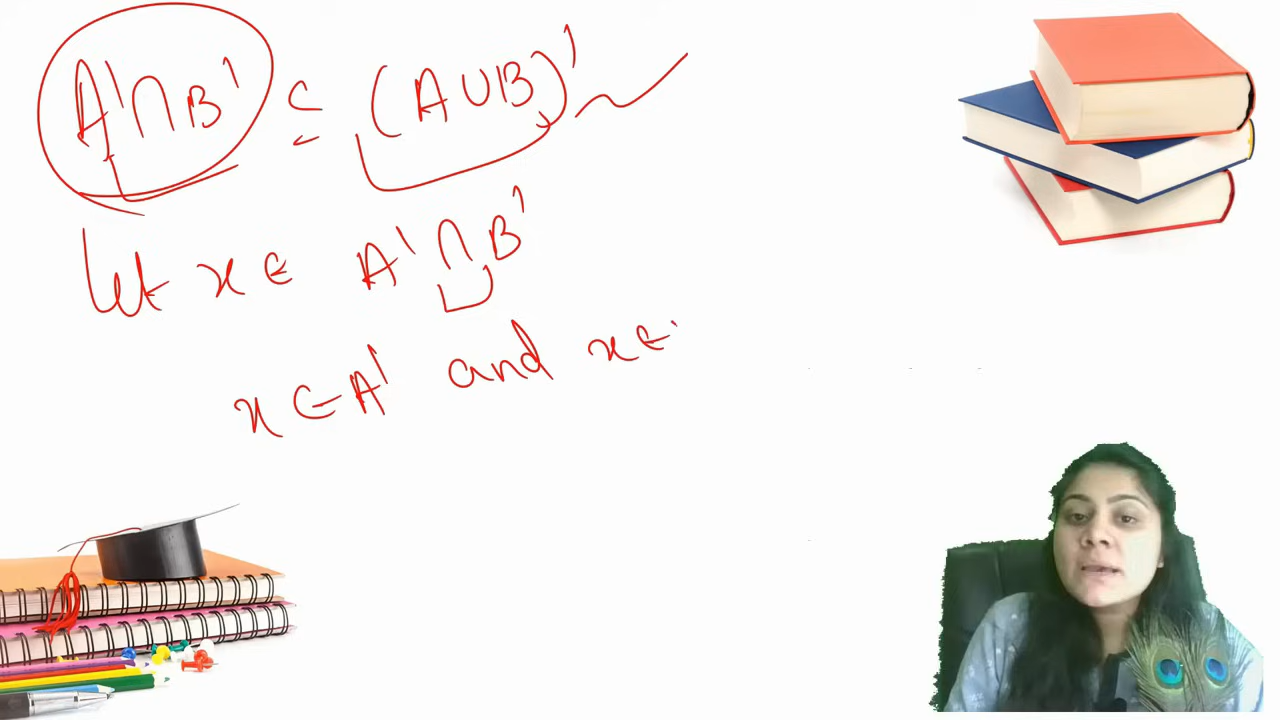 A' ∩ B' ⊆ (A ∪ B)'
Let x ∈ A' ∩ B'
x ∈ A' and x ∈